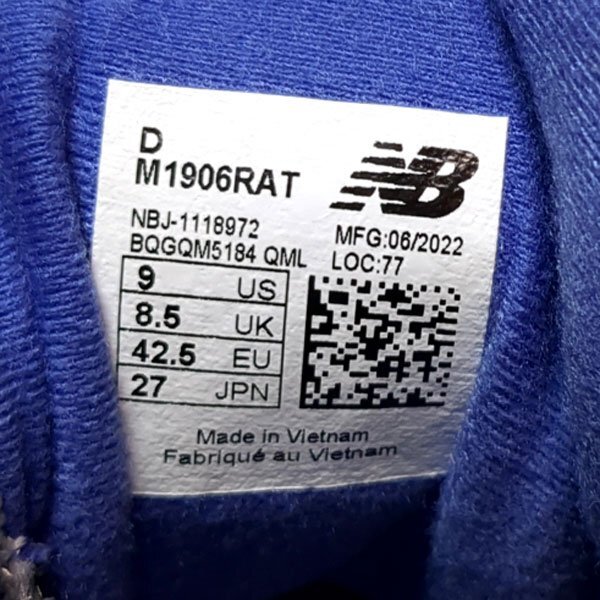 D
M1906RAT
NB
NBJ-1118972
BQGQM5184 QML
MFG:06/2022
LOC:77
9 US
8.5 UK
42.5 EU
27 JPN
Made in Vietnam
Fabriqué au Vietnam